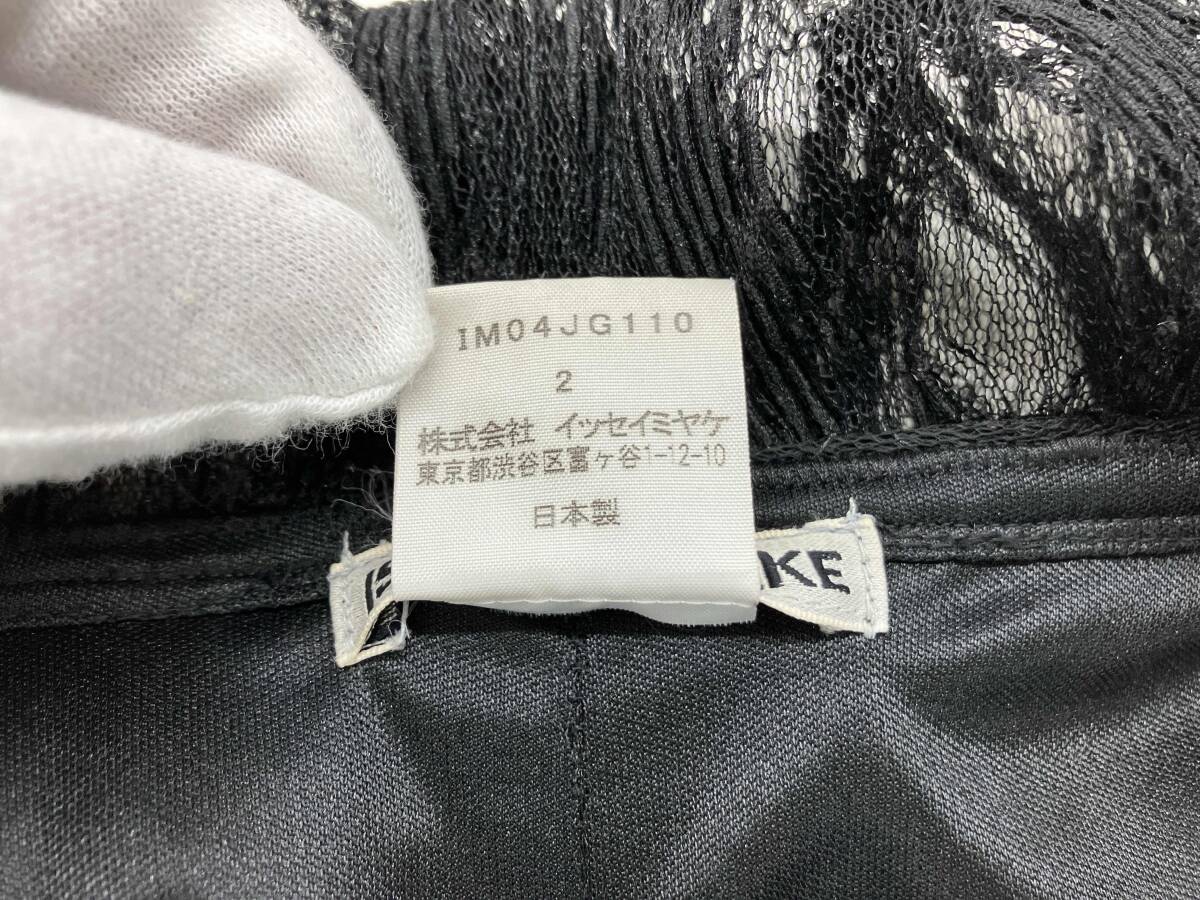 IM04JG110
2
株式会社 イッセイミヤケ
東京都渋谷区富ヶ谷1-12-10
日本製
KE